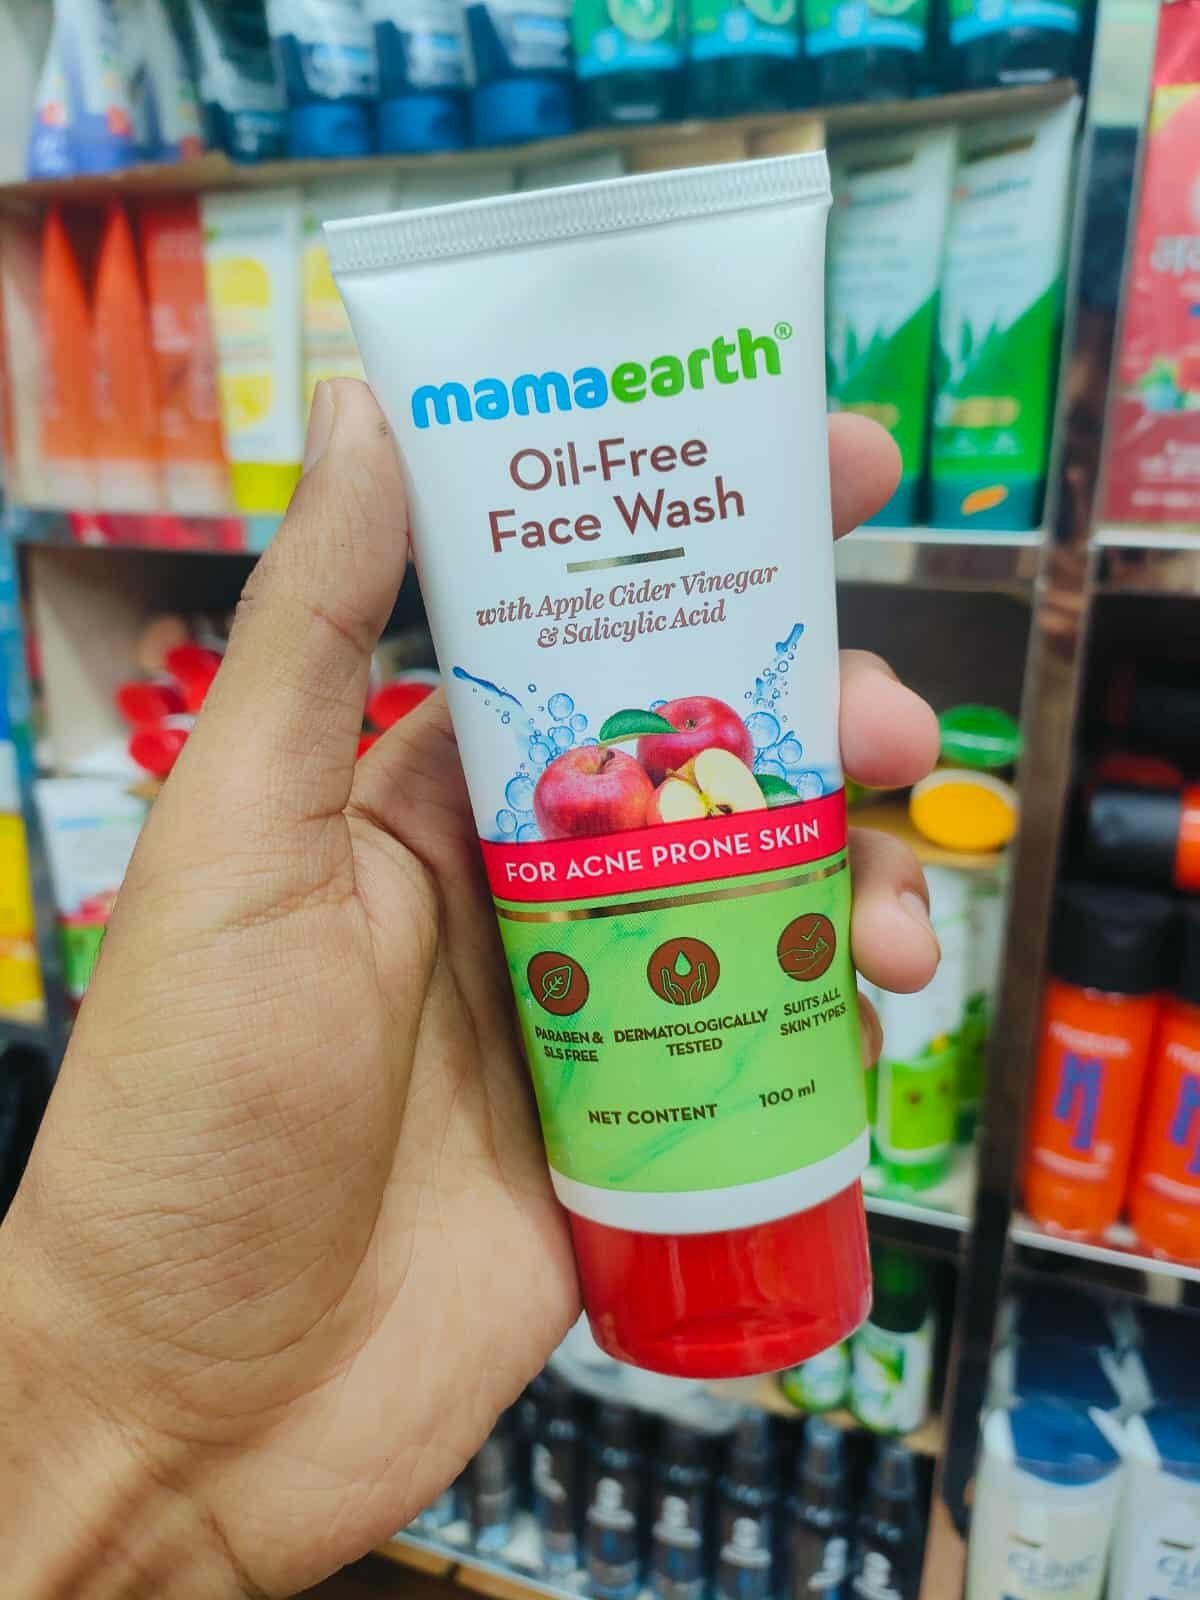 mamaearth®
Oil-Free
Face Wash
with Apple Cider Vinegar
& Salicylic Acid
FOR ACNE PRONE SKIN
PARABEN &
SLS FREE
DERMATOLOGICALLY
TESTED
SUITS ALL
SKIN TYPES
NET CONTENT 100 ml